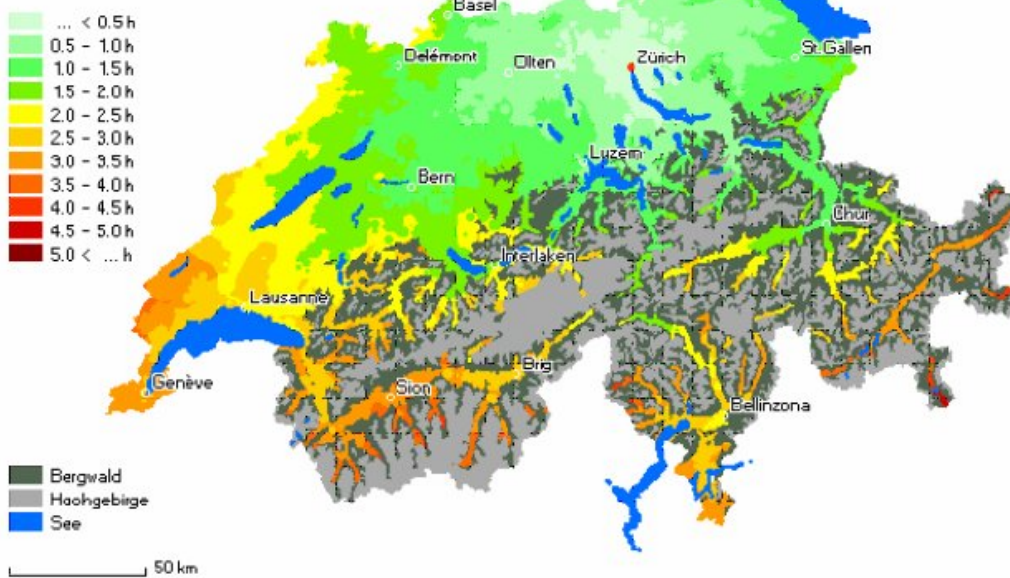 ... < 0.5 h
0.5 - 1.0 h
1.0 - 1.5 h
1.5 - 2.0 h
2.0 - 2.5 h
2.5 - 3.0 h
3.0 - 3.5 h
3.5 - 4.0 h
4.0 - 4.5 h
4.5 - 5.0 h
5.0 < ... h
Basel
Delémont
Olten
Zürich
St. Gallen
Luzern
Bern
Chur
Interlaken
Lausanne
Brig
Genève
Sion
Bellinzona
Bergwald
Hochgebirge
See
50 km